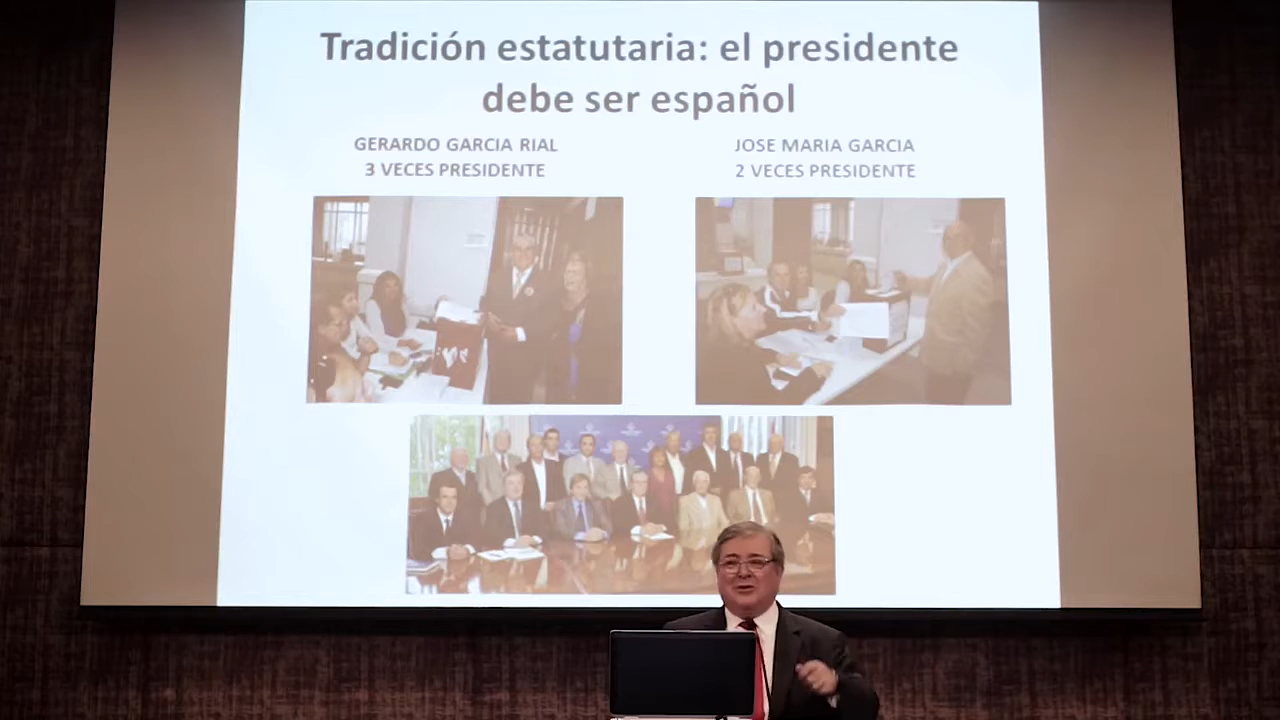 Tradición estatutaria: el presidente
debe ser español
GERARDO GARCIA RIAL
3 VECES PRESIDENTE
JOSE MARIA GARCIA
2 VECES PRESIDENTE